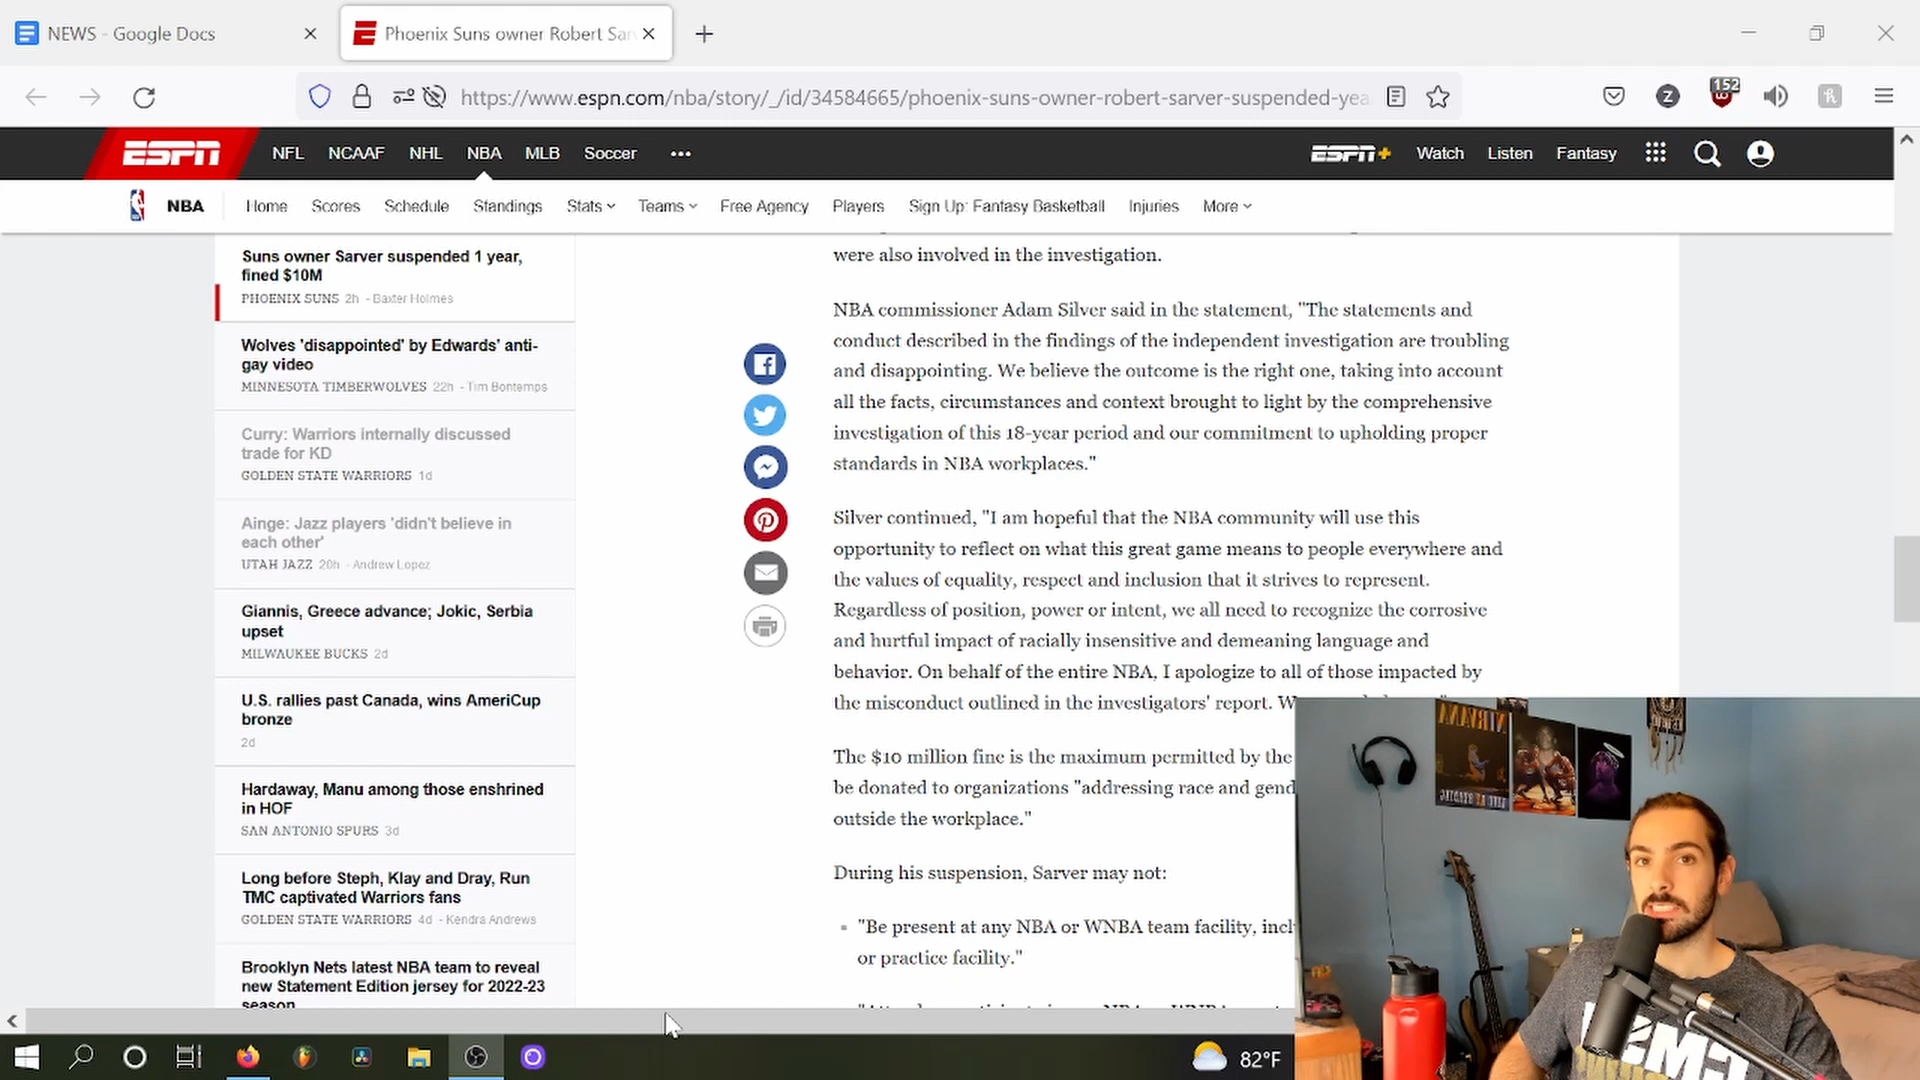 NEWS - Google Docs
Phoenix Suns owner Robert Sar
https://www.espn.com/nba/story/_/id/34584665/phoenix-suns-owner-robert-sarver-suspended-yea
152
Z
h
ESPN
NFL NCAAF NHL NBA MLB Soccer
ESPN+ Watch Listen Fantasy
NBA Home Scores Schedule Standings Stats Teams Free Agency Players Sign Up: Fantasy Basketball Injuries More
Suns owner Sarver suspended 1 year,
fined $10M
PHOENIX SUNS 2h - Baxter Holmes
Wolves 'disappointed' by Edwards' anti-
gay video
MINNESOTA TIMBERWOLVES 22h - Tim Bontemps
Curry: Warriors internally discussed
trade for KD
GOLDEN STATE WARRIORS 1d
Ainge: Jazz players 'didn't believe in
each other'
UTAH JAZZ 20h - Andrew Lopez
Giannis, Greece advance; Jokic, Serbia
upset
MILWAUKEE BUCKS 2d
U.S. rallies past Canada, wins AmeriCup
bronze
2d
Hardaway, Manu among those enshrined
in HOF
SAN ANTONIO SPURS 3d
Long before Steph, Klay and Dray, Run
TMC captivated Warriors fans
GOLDEN STATE WARRIORS 4d - Kendra Andrews
Brooklyn Nets latest NBA team to reveal
new Statement Edition jersey for 2022-23
season
were also involved in the investigation.
NBA commissioner Adam Silver said in the statement, "The statements and
conduct described in the findings of the independent investigation are troubling
and disappointing. We believe the outcome is the right one, taking into account
all the facts, circumstances and context brought to light by the comprehensive
investigation of this 18-year period and our commitment to upholding proper
standards in NBA workplaces."
Silver continued, "I am hopeful that the NBA community will use this
opportunity to reflect on what this great game means to people everywhere and
the values of equality, respect and inclusion that it strives to represent.
Regardless of position, power or intent, we all need to recognize the corrosive
and hurtful impact of racially insensitive and demeaning language and
behavior. On behalf of the entire NBA, I apologize to all of those impacted by
the misconduct outlined in the investigators' report. W
The $10 million fine is the maximum permitted by the
be donated to organizations "addressing race and gend
outside the workplace."
During his suspension, Sarver may not:
"Be present at any NBA or WNBA team facility, incl
or practice facility."
NIRVANA
LIVE AT READING
82°F